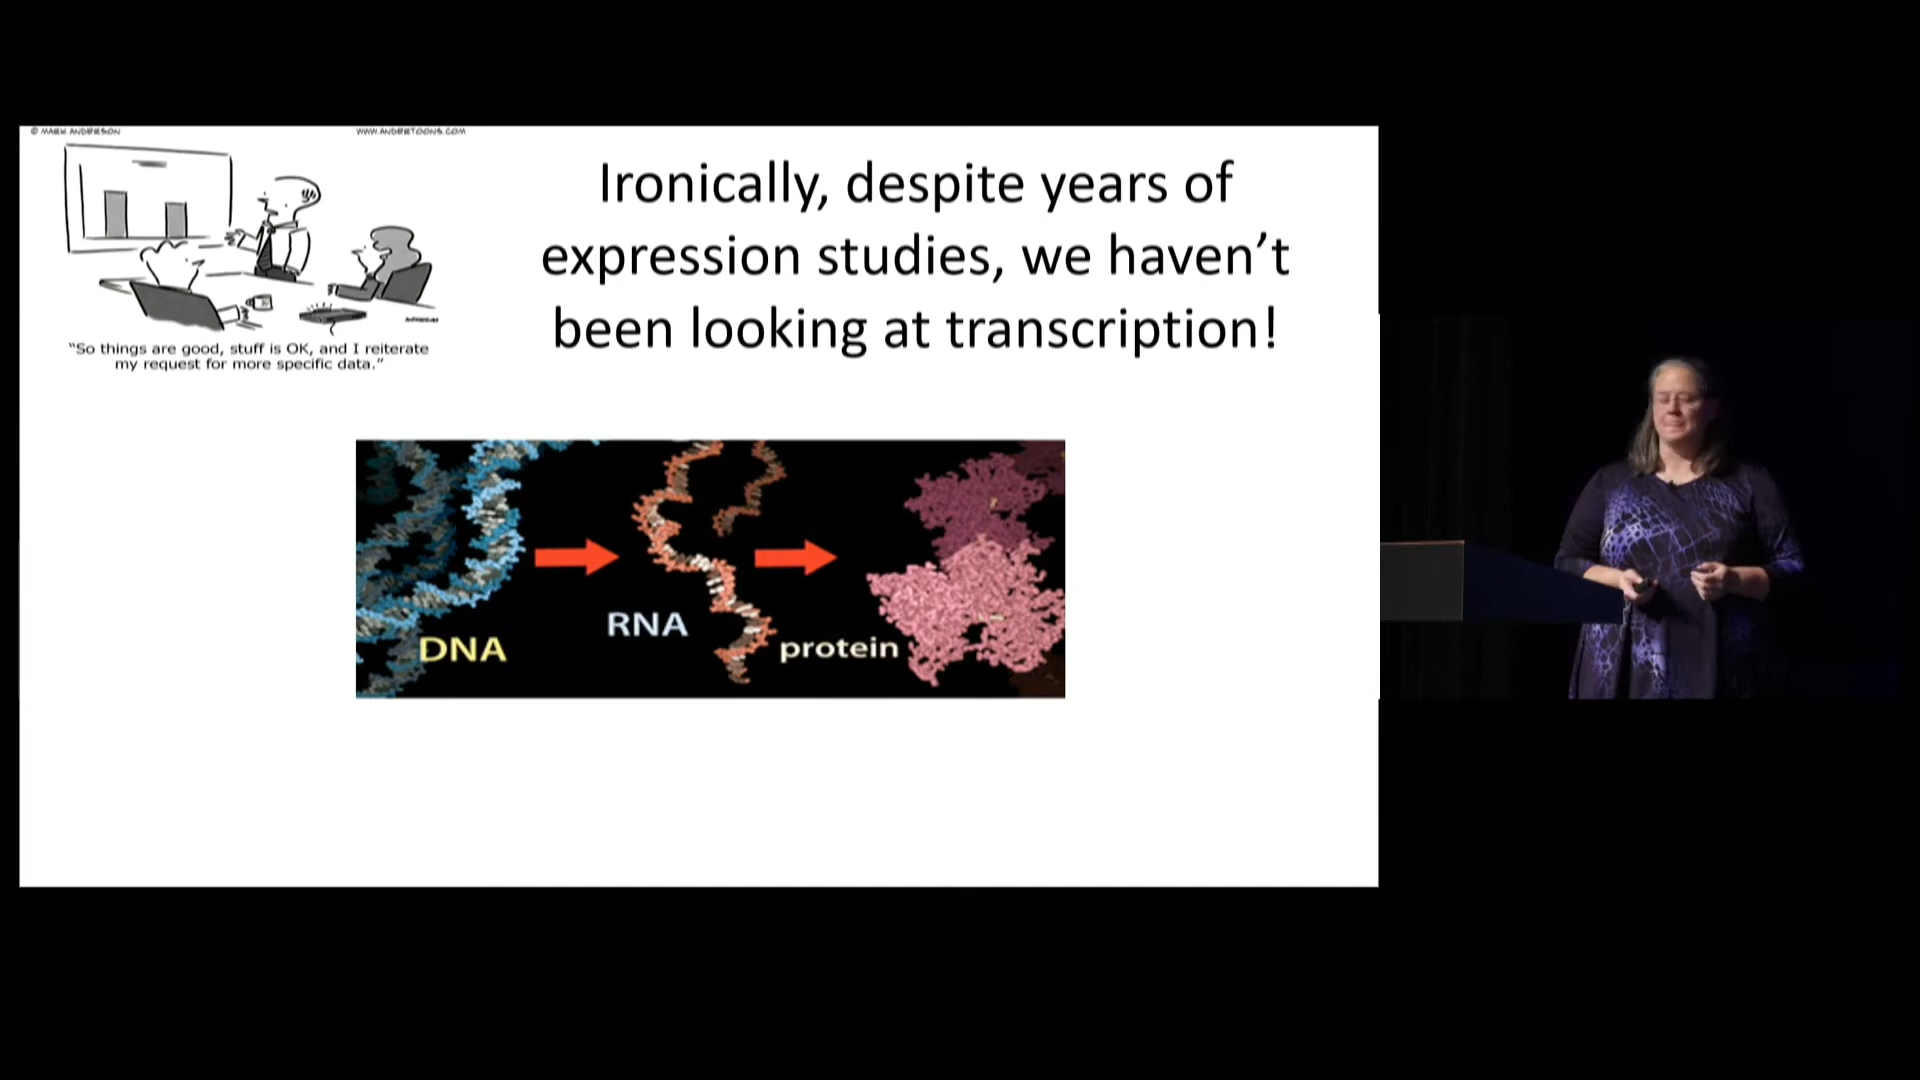 © MARK ANDERSON
WWW.ANDERTOONS.COM
Ironically, despite years of
expression studies, we haven’t
been looking at transcription!
“So things are good, stuff is OK, and I reiterate
my request for more specific data.”
DNA
RNA
protein